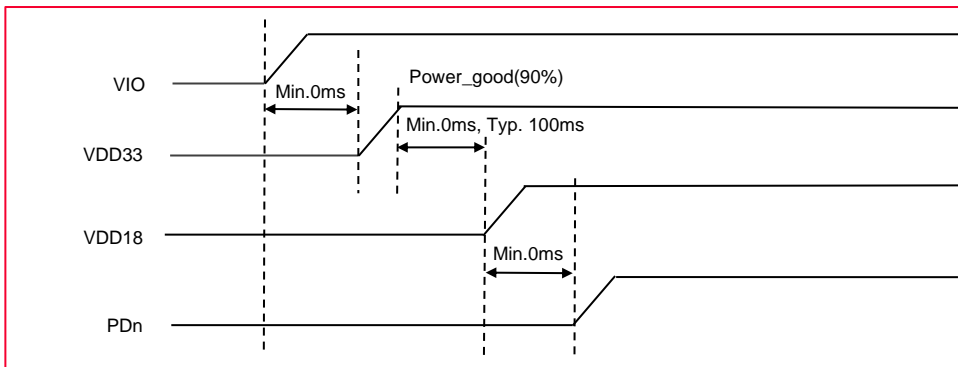 VIO
Min.0ms
Power_good(90%)
VDD33
Min.0ms, Typ. 100ms
VDD18
Min.0ms
PDn